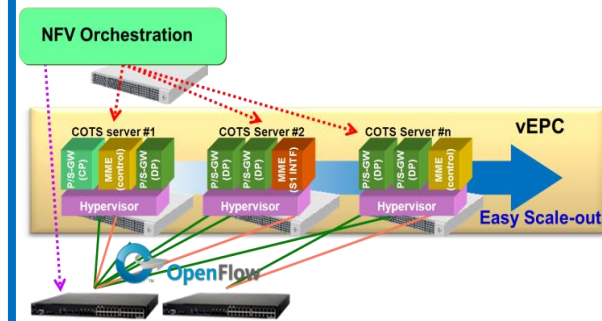 NFV Orchestration
COTS server #1
COTS Server #2
COTS Server #n
vEPC
P/S-GW
(CP)
MME
(control)
P/S-GW
(DP)
P/S-GW
(DP)
P/S-GW
(DP)
MME
(S1 INTF)
P/S-GW
(DP)
P/S-GW
(DP)
MME
(control)
Hypervisor
Hypervisor
Hypervisor
Easy Scale-out
OpenFlow